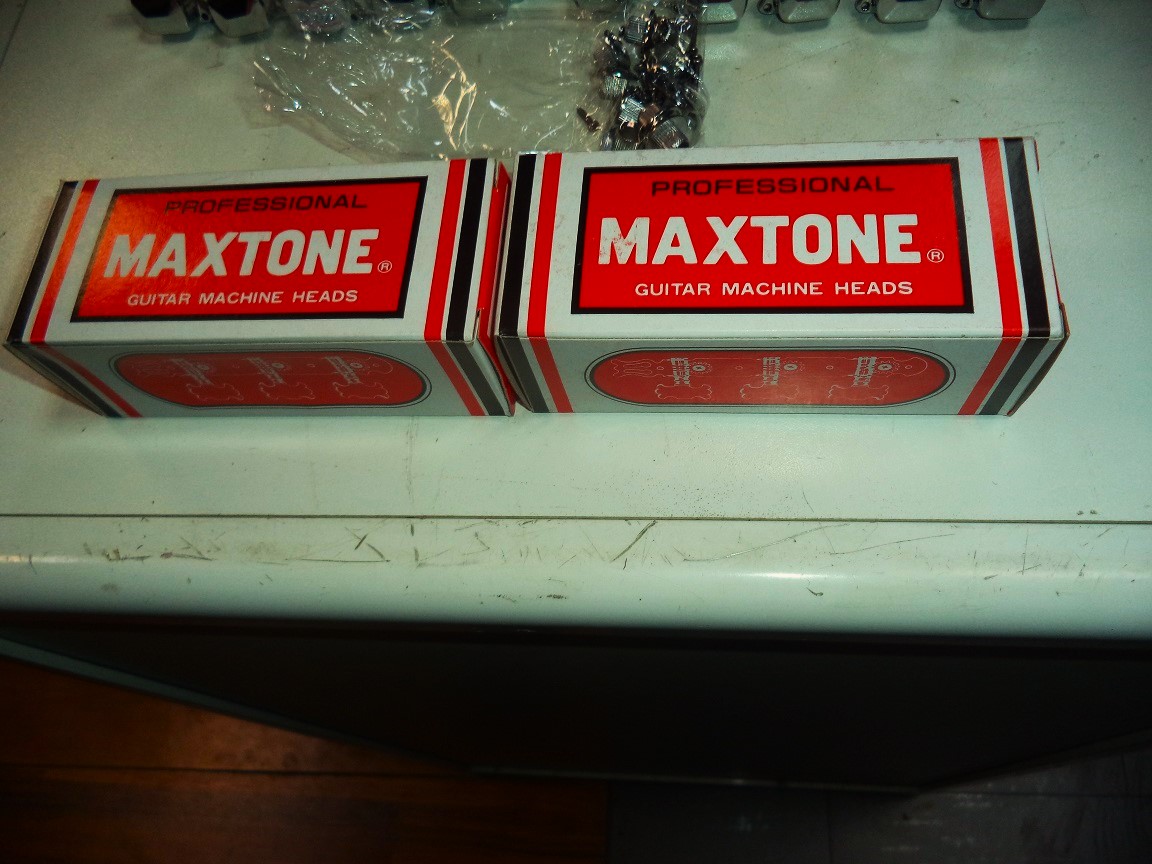 PROFESSIONAL
MAXTONE®
GUITAR MACHINE HEADS
PROFESSIONAL
MAXTONE®
GUITAR MACHINE HEADS